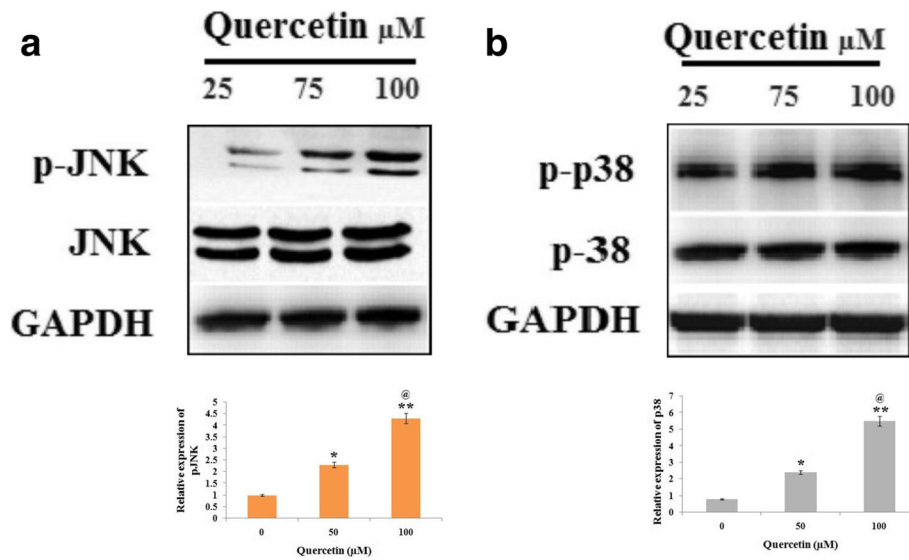 a
Quercetin μM
25 75 100
p-JNK
JNK
GAPDH
Relative expression of
pJNK
5
4.5
4
3.5
3
2.5
2
1.5
1
0.5
0
*
@
**
0 50 100
Quercetin (μM)
b
Quercetin μM
25 75 100
p-p38
p-38
GAPDH
Relative expression of p38
7
6
5
4
3
2
1
0
*
@
**
0 50 100
Quercetin (μM)